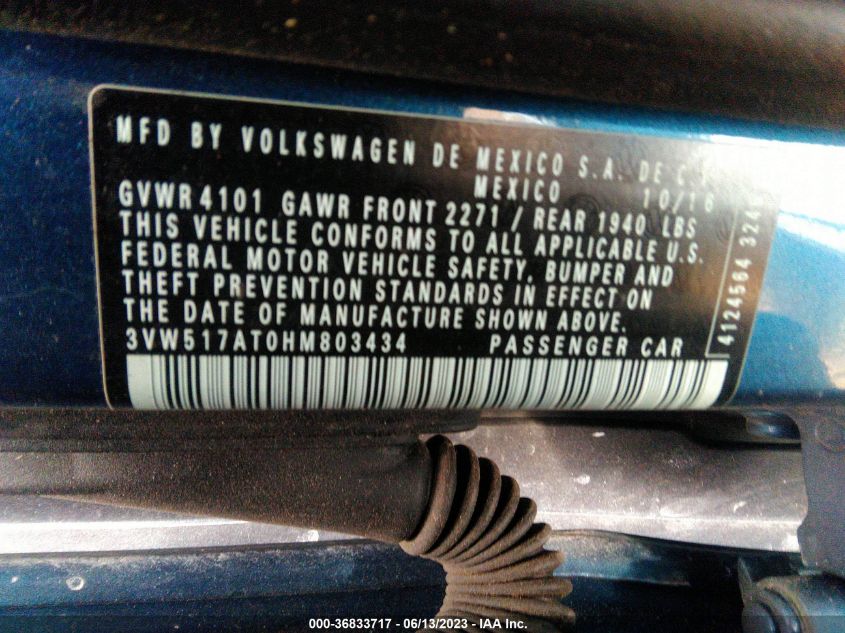 MFD BY VOLKSWAGEN DE MEXICO S.A. DE C.V.
MEXICO 10/16
GVWR 4101 GAWR FRONT 2271 / REAR 1940 LBS
THIS VEHICLE CONFORMS TO ALL APPLICABLE U.S.
FEDERAL MOTOR VEHICLE SAFETY, BUMPER AND
THEFT PREVENTION STANDARDS IN EFFECT ON
THE DATE OF MANUFACTURE SHOWN ABOVE.
3VW517AT0HM803434 PASSENGER CAR
4124564
000-36833717 - 06/13/2023 - IAA Inc.